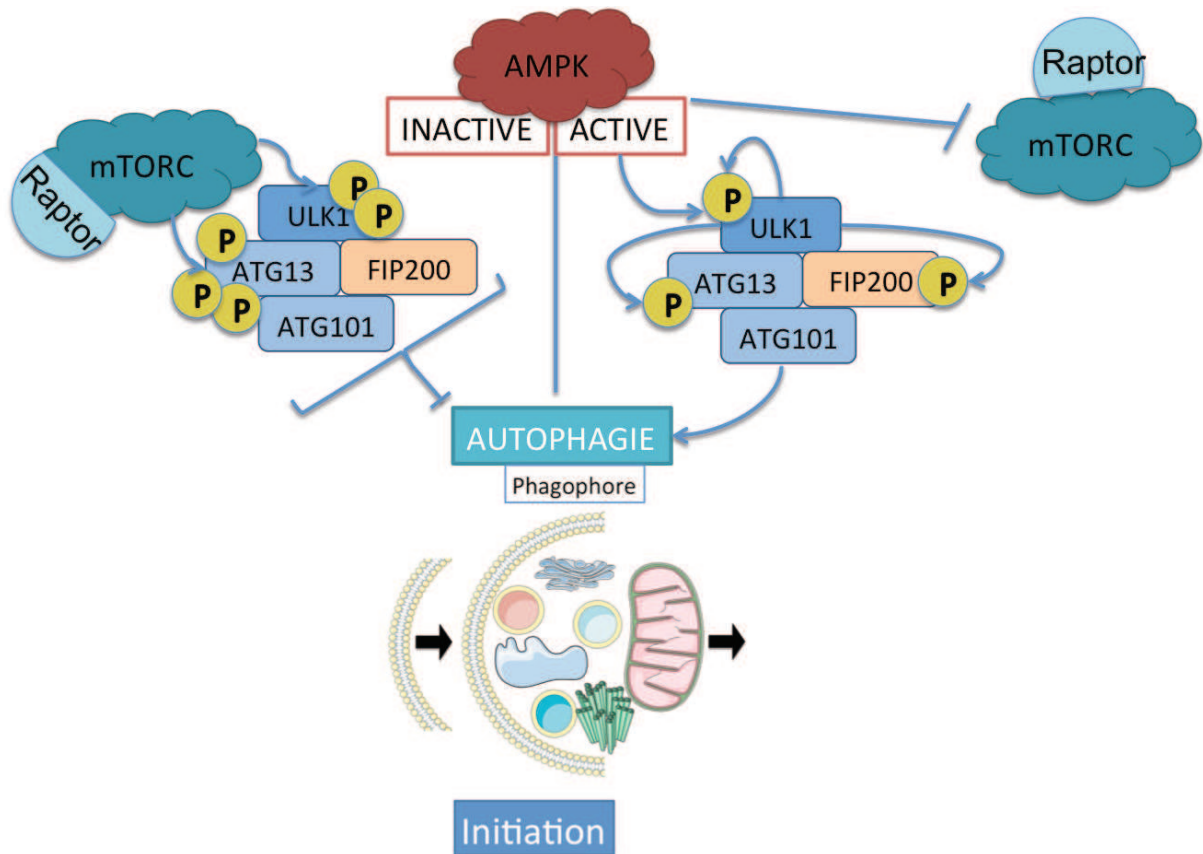 AMPK
INACTIVE
ACTIVE
Raptor
mTORC
mTORC
Raptor
P
P
ULK1
P
ATG13
FIP200
P
P
ATG101
P
ULK1
ATG13
FIP200
P
P
ATG101
AUTOPHAGIE
Phagophore
Initiation